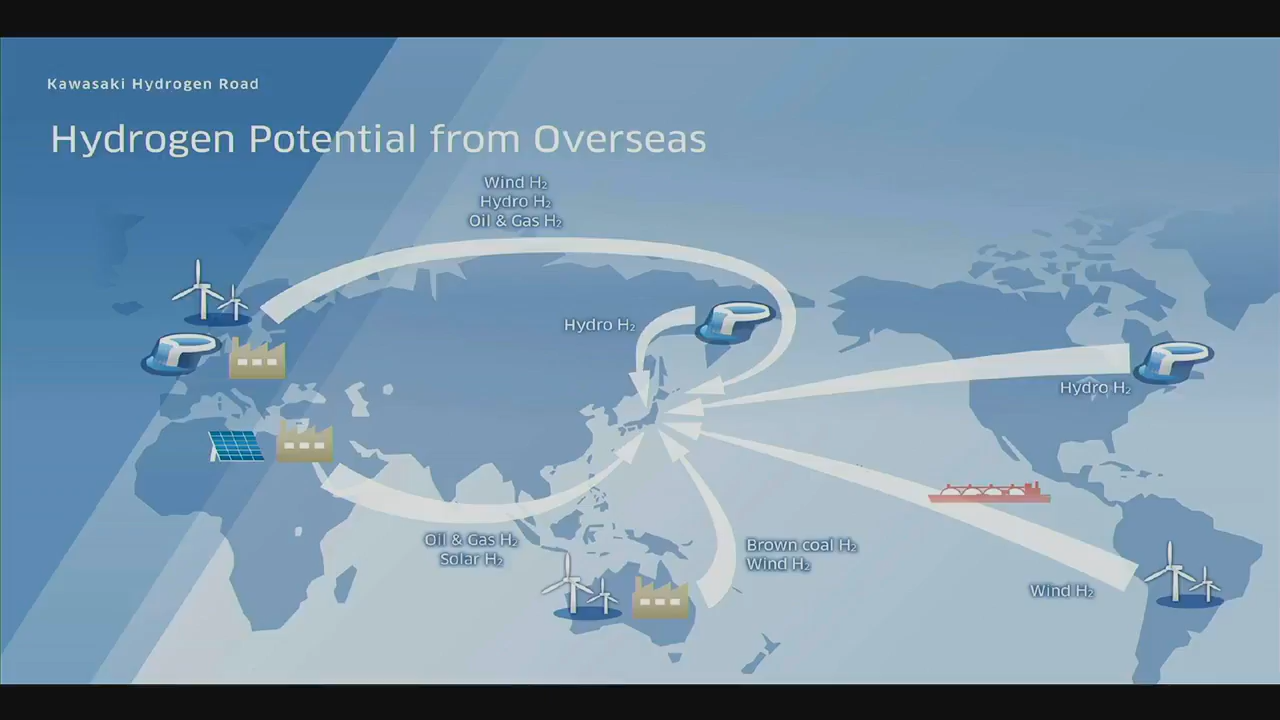 Kawasaki Hydrogen Road
Hydrogen Potential from Overseas
Wind H₂
Hydro H₂
Oil & Gas H₂
Hydro H₂
Hydro H₂
Oil & Gas H₂
Solar H₂
Brown coal H₂
Wind H₂
Wind H₂